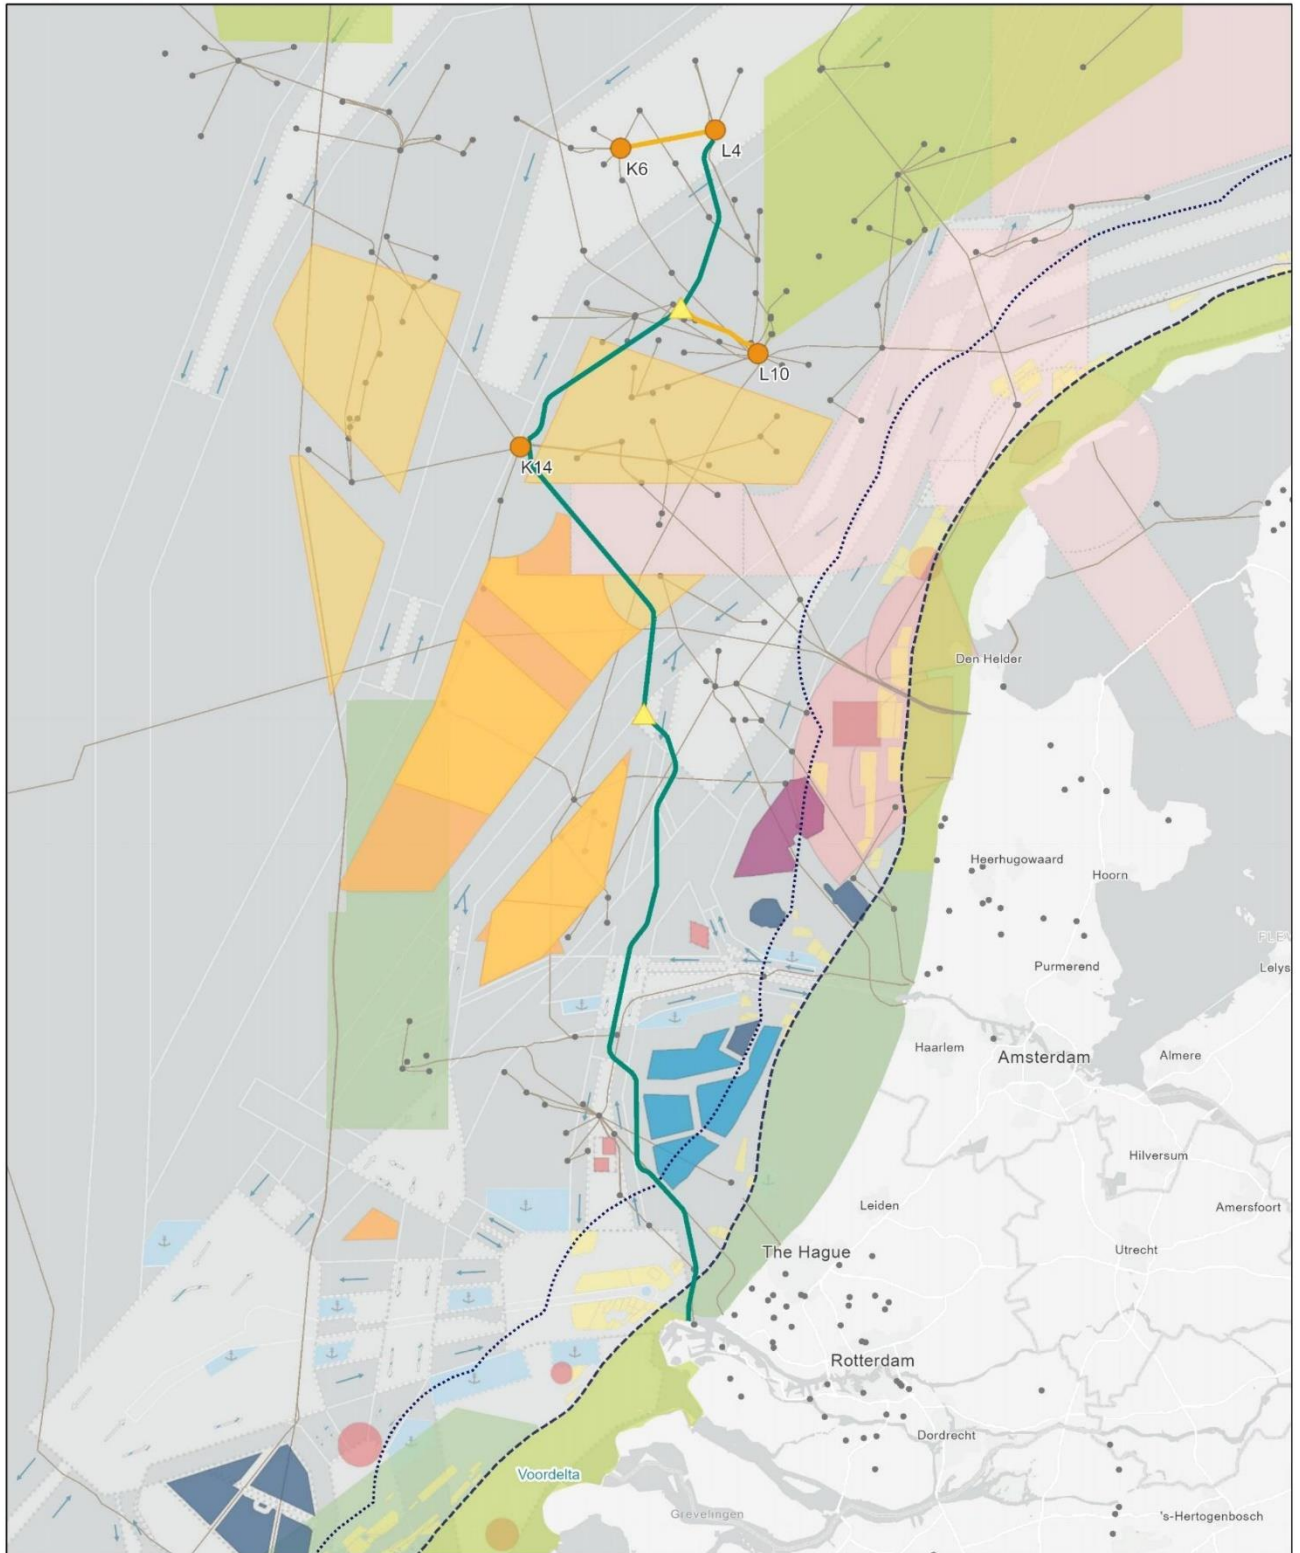 L4
K6
L10
K14
Den Helder
Heerhugowaard
Hoorn
Purmerend
Lelys
Haarlem
Amsterdam
Almere
Hilversum
Leiden
Amersfoort
The Hague
Utrecht
Rotterdam
Dordrecht
Voordelta
Grevelingen
's-Hertogenbosch